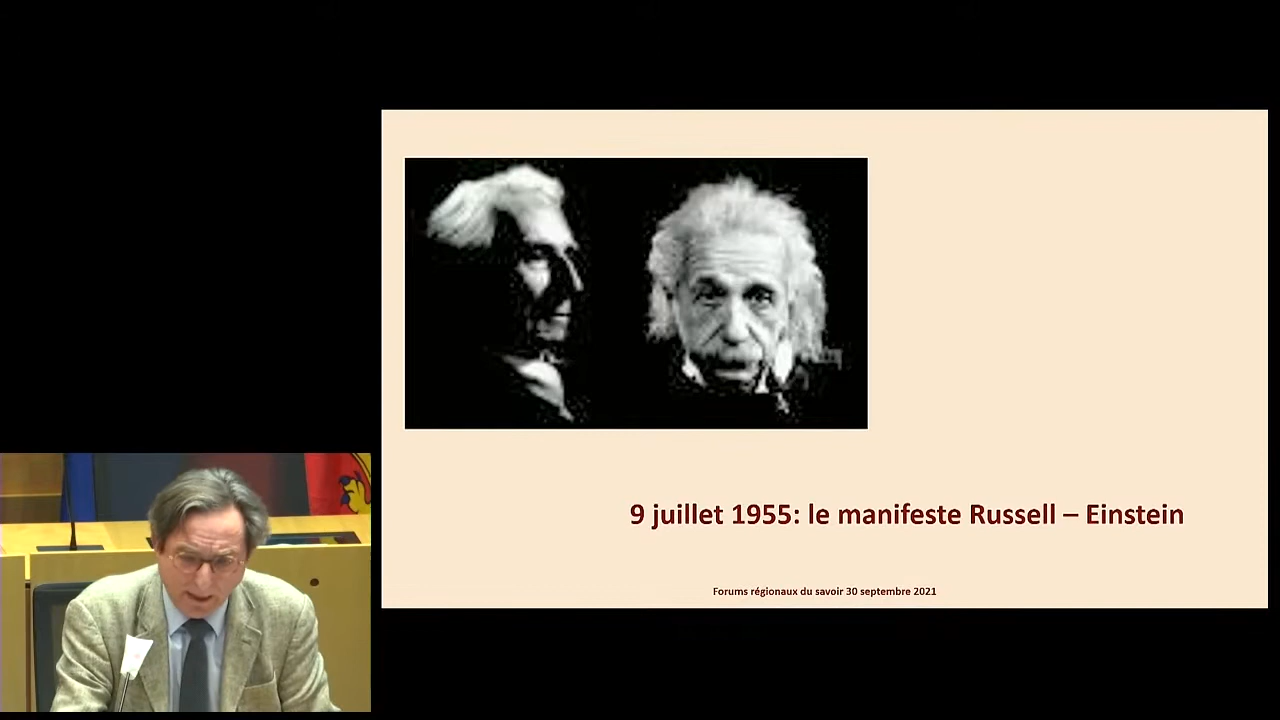 9 juillet 1955: le manifeste Russell – Einstein
Forums régionaux du savoir 30 septembre 2021